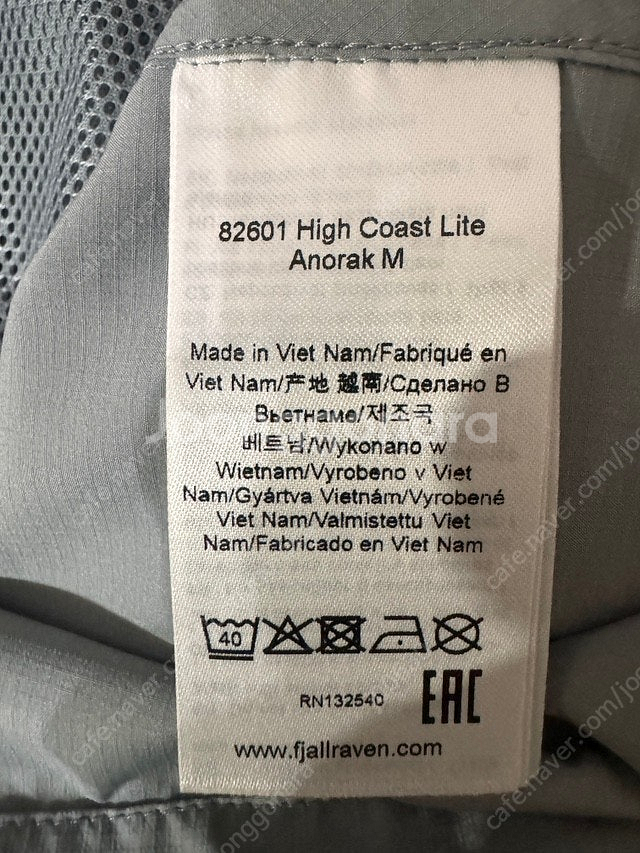 82601 High Coast Lite
Anorak M
Made in Viet Nam/Fabriqué en
Viet Nam/产地 越南/Сделано В
Вьетнаме/제조국
베트남/Wykonano w
Wietnam/Vyrobeno v Viet
Nam/Gyártva Vietnám/Vyrobené
Viet Nam/Valmistettu Viet
Nam/Fabricado en Viet Nam
40
RN132540 EAC
www.fjallraven.com